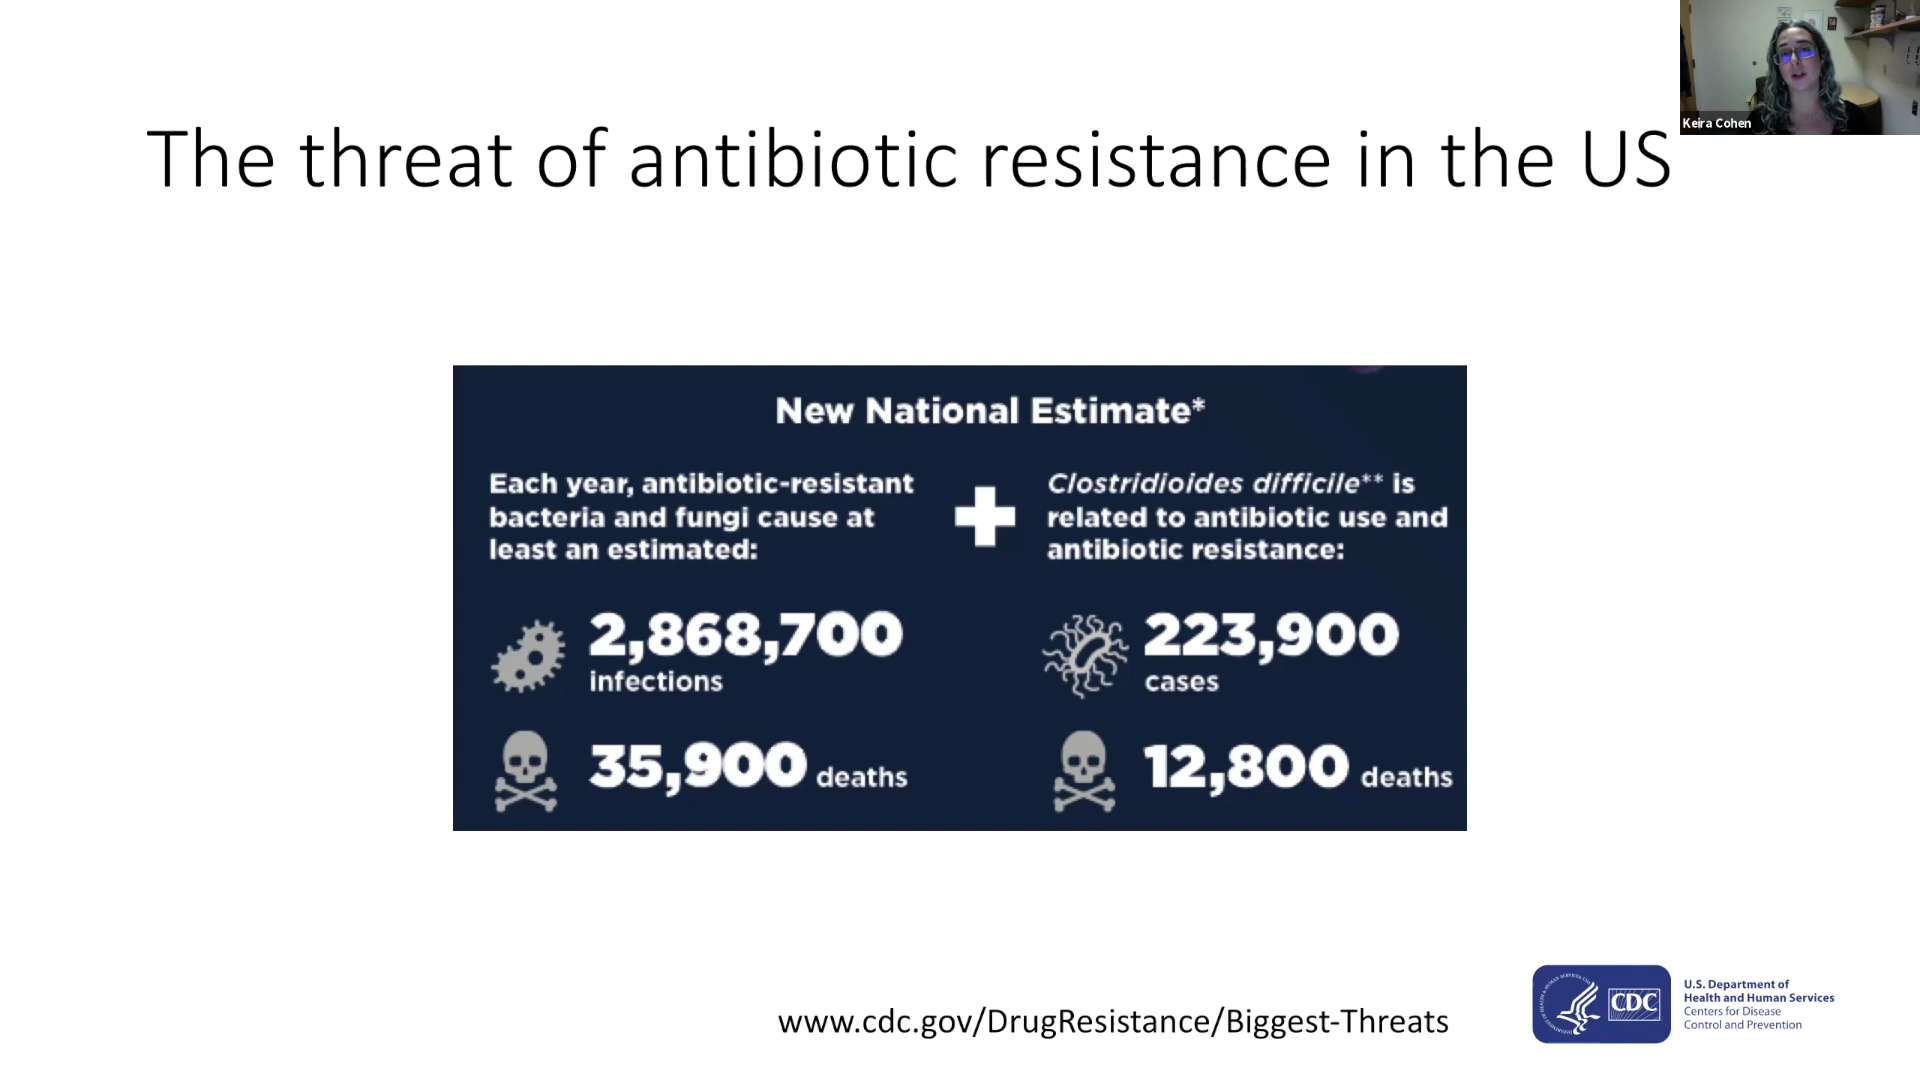 Keira Cohen
The threat of antibiotic resistance in the US
New National Estimate*
Each year, antibiotic-resistant
bacteria and fungi cause at
least an estimated:
2,868,700
infections
35,900 deaths
Clostridioides difficile** is
related to antibiotic use and
antibiotic resistance:
223,900
cases
12,800 deaths
www.cdc.gov/DrugResistance/Biggest-Threats
CDC
U.S. Department of
Health and Human Services
Centers for Disease
Control and Prevention